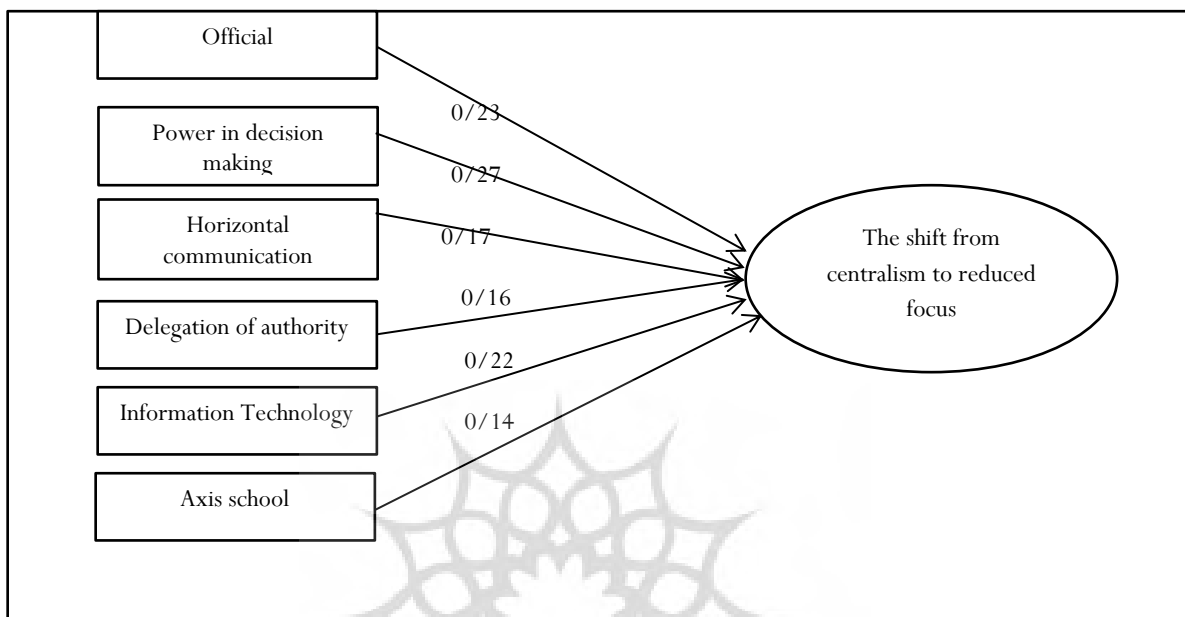 Official
0/23
Power in decision
making
0/27
Horizontal
communication
0/17
The shift from
centralism to reduced
focus
Delegation of authority
0/16
Information Technology
0/22
Axis school
0/14